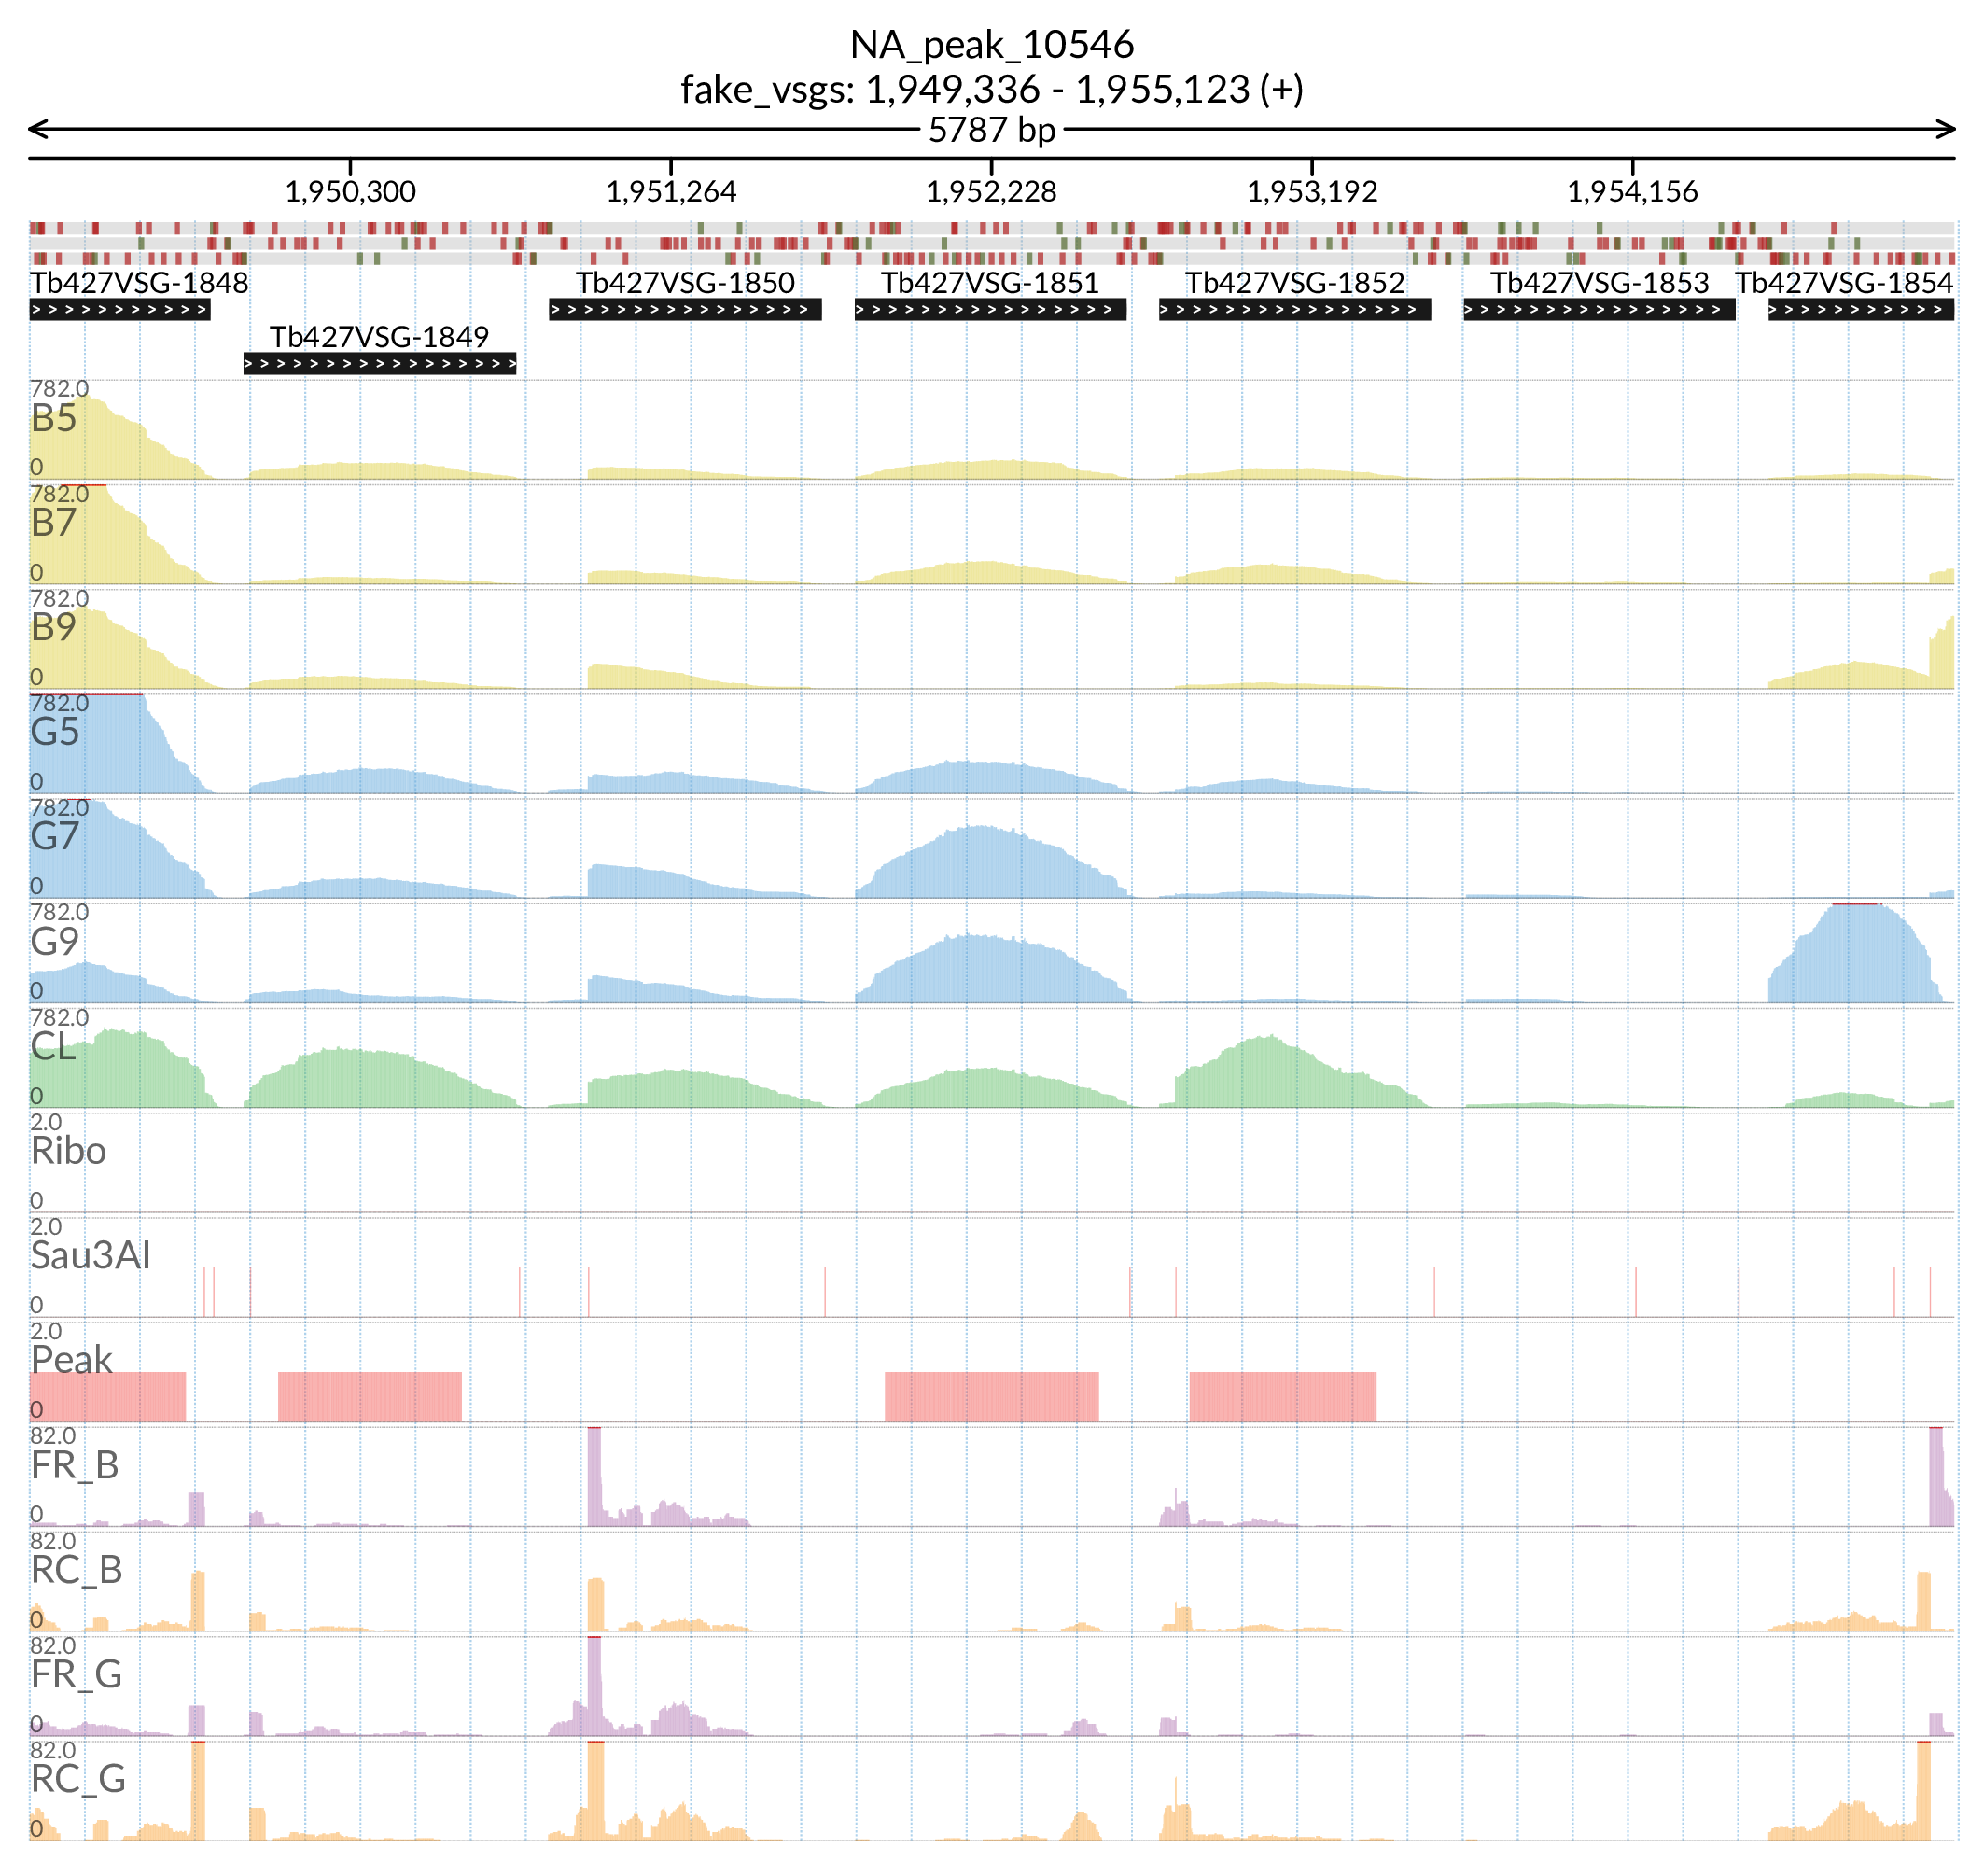 NA_peak_10546
fake_vsgs: 1,949,336 - 1,955,123 (+)
5787 bp
1,950,300 1,951,264 1,952,228 1,953,192 1,954,156
Tb427VSG-1848 Tb427VSG-1850 Tb427VSG-1851 Tb427VSG-1852 Tb427VSG-1853 Tb427VSG-1854
Tb427VSG-1849
782.0
B5
0
782.0
B7
0
782.0
B9
0
782.0
G5
0
782.0
G7
0
782.0
G9
0
782.0
CL
0
2.0
Ribo
0
2.0
Sau3AI
0
2.0
Peak
0
82.0
FR_B
0
82.0
RC_B
0
82.0
FR_G
0
82.0
RC_G
0